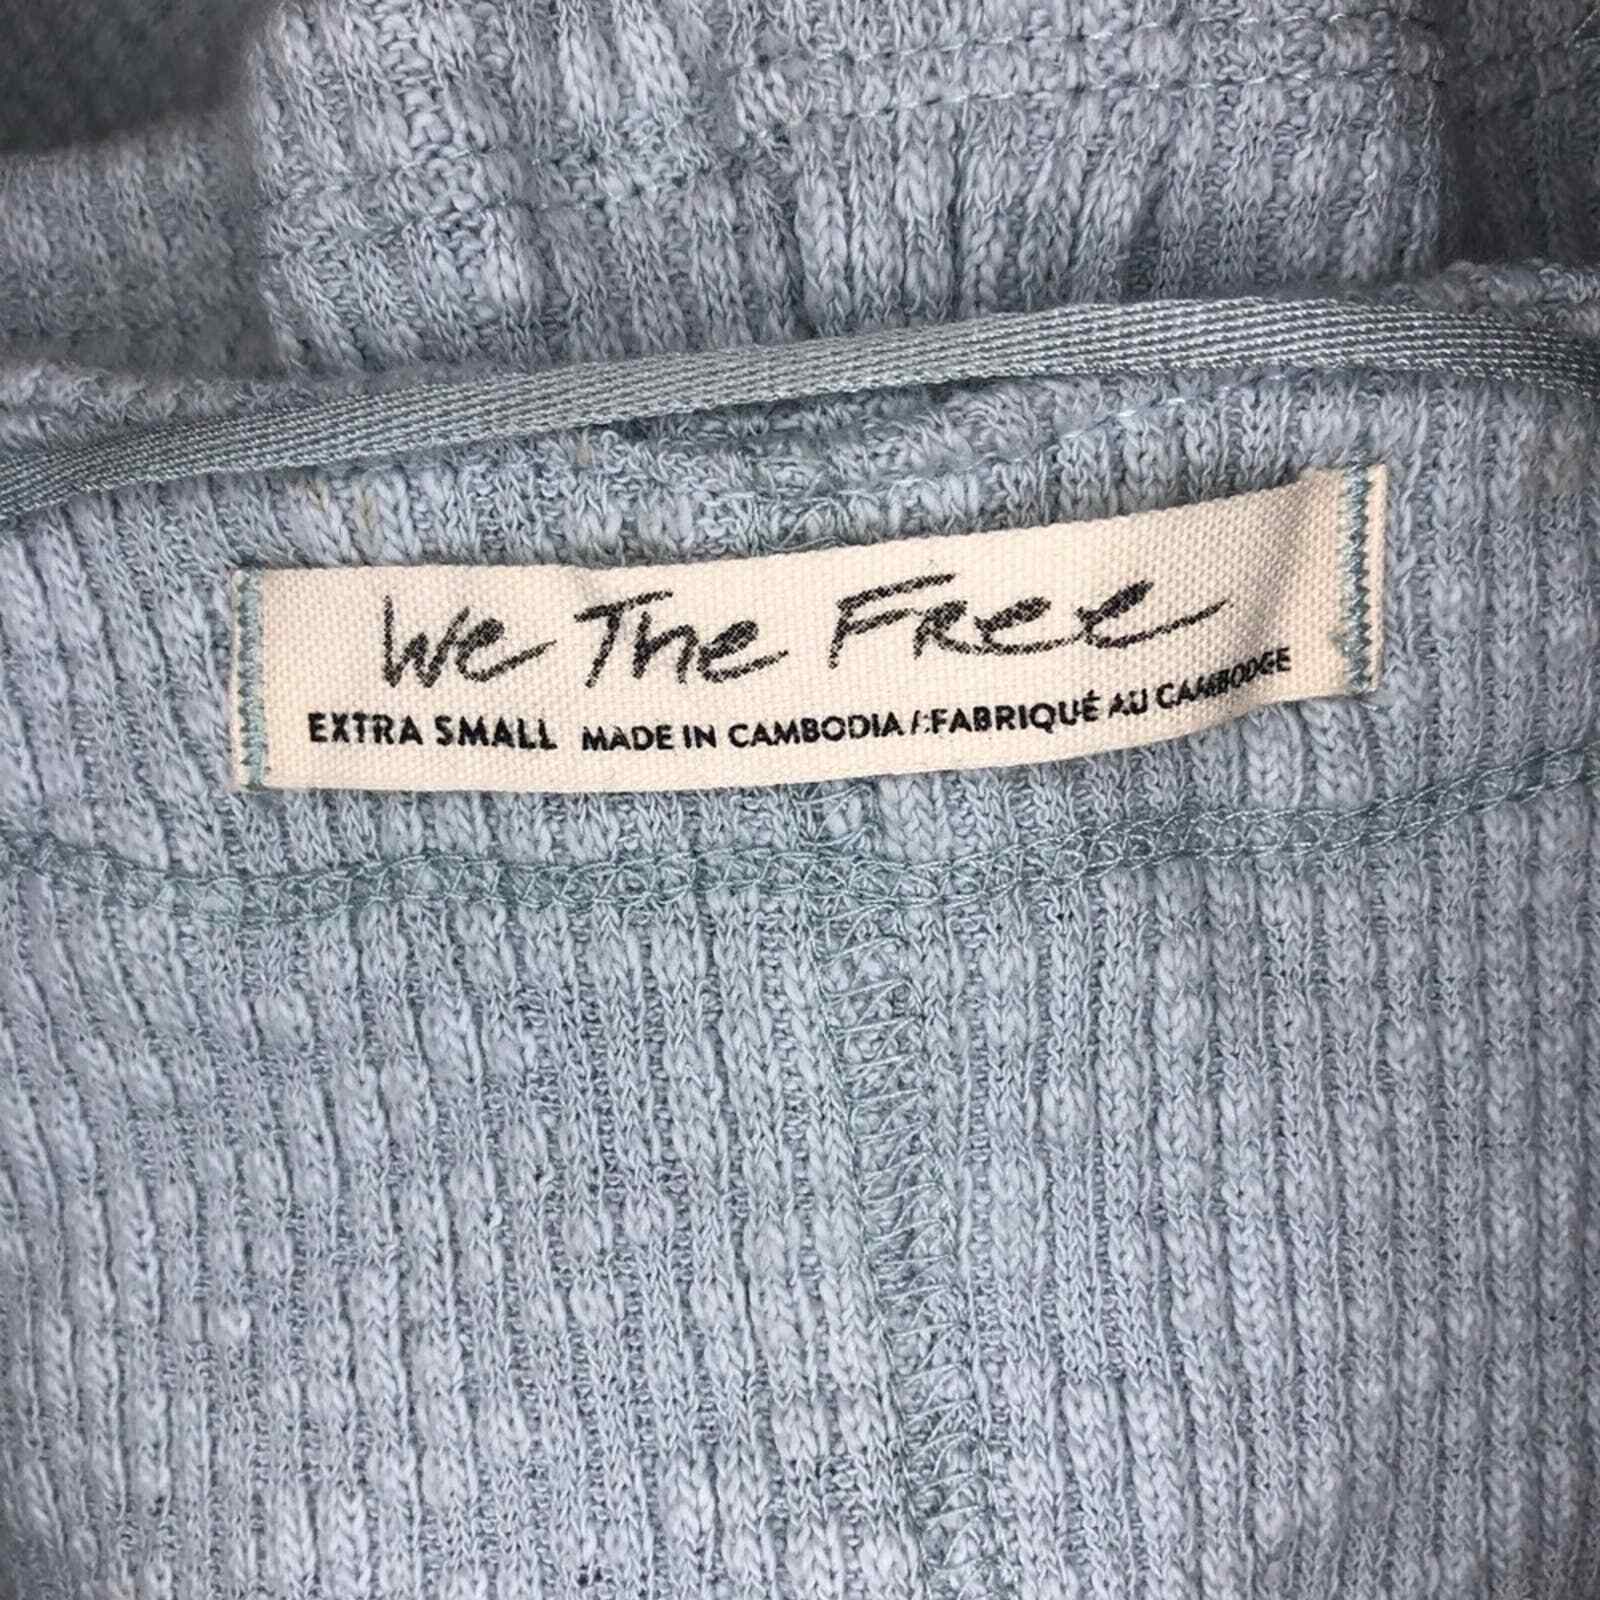 We The Free
EXTRA SMALL MADE IN CAMBODIA / FABRIQUÉ AU CAMBODGE